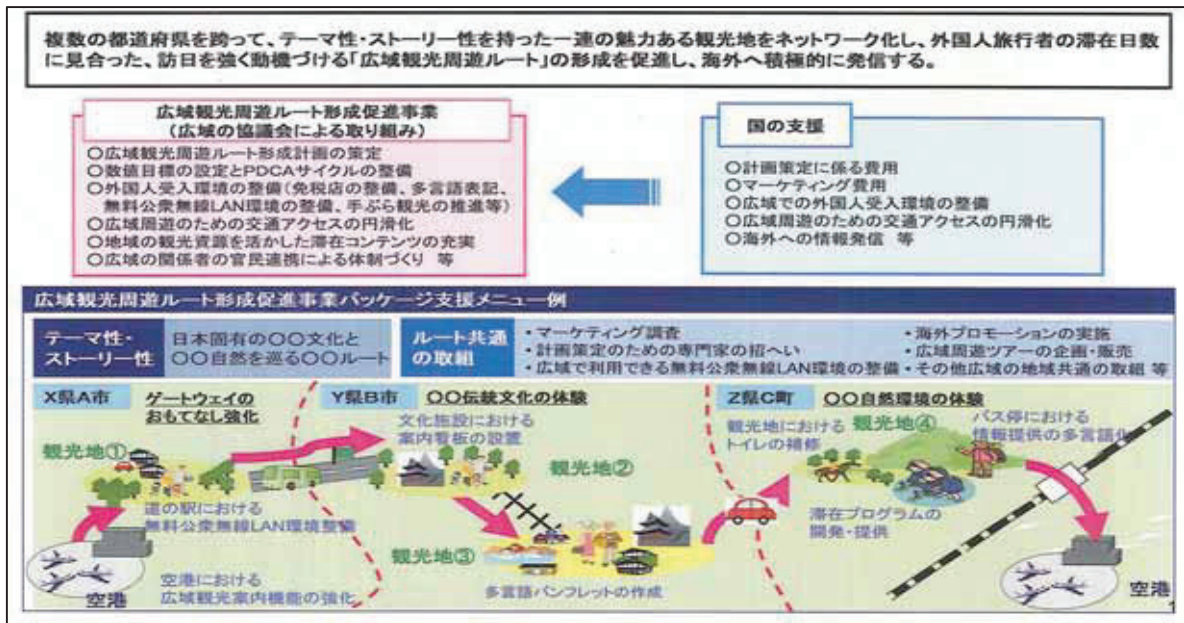 複数の都道府県を跨って、テーマ性・ストーリー性を持った一連の魅力ある観光地をネットワーク化し、外国人旅行者の滞在日数
に見合った、訪日を強く動機づける「広域観光周遊ルート」の形成を促進し、海外へ積極的に発信する。
広域観光周遊ルート形成促進事業
(広域の協議会による取り組み)
○広域観光周遊ルート形成計画の策定
○数値目標の設定とPDCAサイクルの整備
○外国人受入環境の整備(免税店の整備、多言語表記、
無料公衆無線LAN環境の整備、手ぶら観光の推進等)
○広域周遊のための交通アクセスの円滑化
○地域の観光資源を活かした滞在コンテンツの充実
○広域の関係者の官民連携による体制づくり 等
国の支援
○計画策定に係る費用
○マーケティング費用
○広域での外国人受入環境の整備
○広域周遊のための交通アクセスの円滑化
○海外への情報発信 等
広域観光周遊ルート形成促進事業パッケージ支援メニュー例
テーマ性・
ストーリー性
日本固有の〇〇文化と
〇〇自然を巡る〇〇ルート
ルート共通
の取組
・マーケティング調査
・計画策定のための専門家の招へい
・広域で利用できる無料公衆無線LAN環境の整備
・海外プロモーションの実施
・広域周遊ツアーの企画・販売
・その他広域の地域共通の取組 等
X県A市
ゲートウェイの
おもてなし強化
観光地①
道の駅における
無料公衆無線LAN環境整備
空港
空港における
広域観光案内機能の強化
Y県B市
〇〇伝統文化の体験
文化施設における
案内看板の設置
観光地②
観光地③
多言語パンフレットの作成
Z県C町
〇〇自然環境の体験
観光地における
トイレの補修
観光地④
バス停における
情報提供の多言語化
滞在プログラムの
開発・提供
空港
1